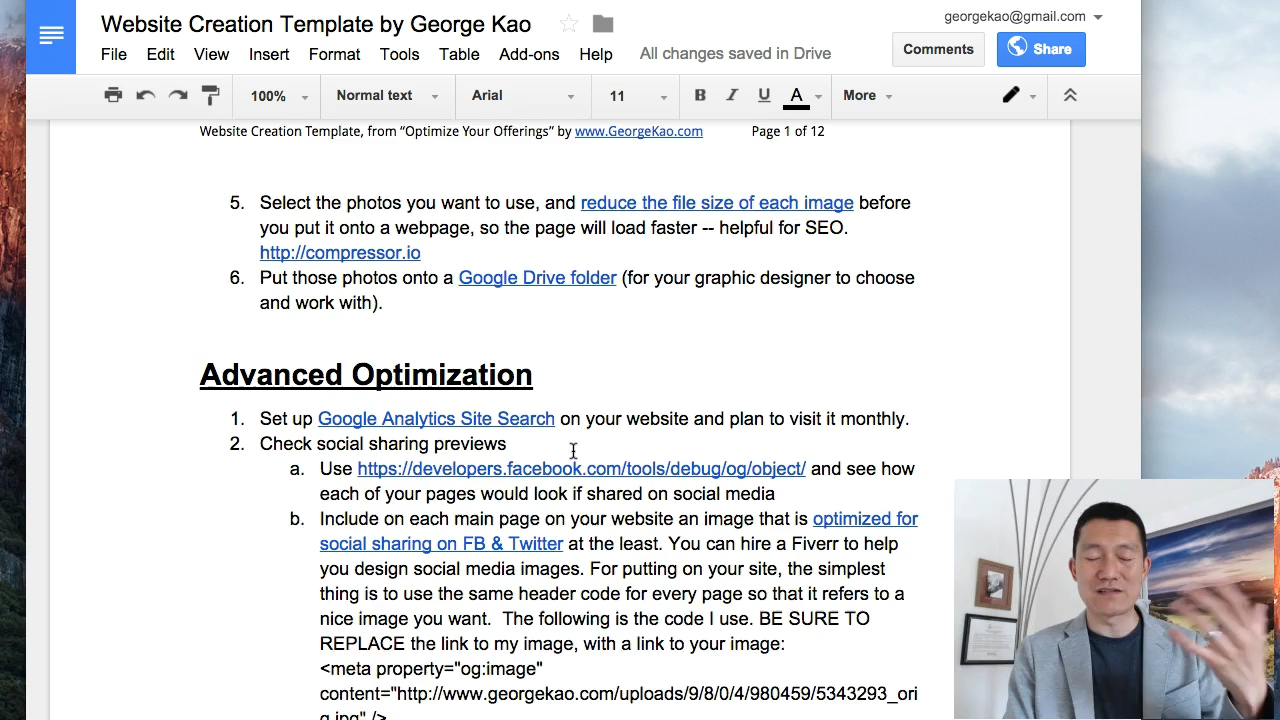 Website Creation Template by George Kao
georgekao@gmail.com
File Edit View Insert Format Tools Table Add-ons Help All changes saved in Drive
Comments
Share
100% Normal text Arial 11 B I U A More
Website Creation Template, from “Optimize Your Offerings” by www.GeorgeKao.com Page 1 of 12
5. Select the photos you want to use, and reduce the file size of each image before
you put it onto a webpage, so the page will load faster -- helpful for SEO.
http://compressor.io
6. Put those photos onto a Google Drive folder (for your graphic designer to choose
and work with).
Advanced Optimization
1. Set up Google Analytics Site Search on your website and plan to visit it monthly.
2. Check social sharing previews
a. Use https://developers.facebook.com/tools/debug/og/object/ and see how
each of your pages would look if shared on social media
b. Include on each main page on your website an image that is optimized for
social sharing on FB & Twitter at the least. You can hire a Fiverr to help
you design social media images. For putting on your site, the simplest
thing is to use the same header code for every page so that it refers to a
nice image you want. The following is the code I use. BE SURE TO
REPLACE the link to my image, with a link to your image:
<meta property="og:image"
content="http://www.georgekao.com/uploads/9/8/0/4/980459/5343293_ori
g.jpg" />